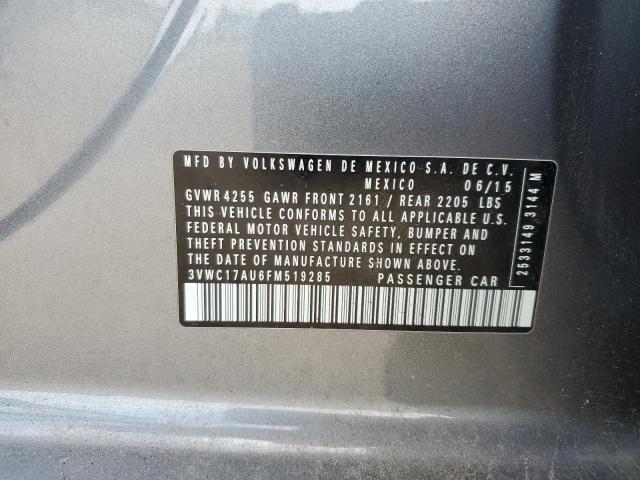 MFD BY VOLKSWAGEN DE MEXICO S.A. DE C.V.
MEXICO 06/15
GVWR 4255 GAWR FRONT 2161 / REAR 2205 LBS
THIS VEHICLE CONFORMS TO ALL APPLICABLE U.S.
FEDERAL MOTOR VEHICLE SAFETY, BUMPER AND
THEFT PREVENTION STANDARDS IN EFFECT ON
THE DATE OF MANUFACTURE SHOWN ABOVE.
3VWC17AU6FM519285 PASSENGER CAR
2533149 3144 M